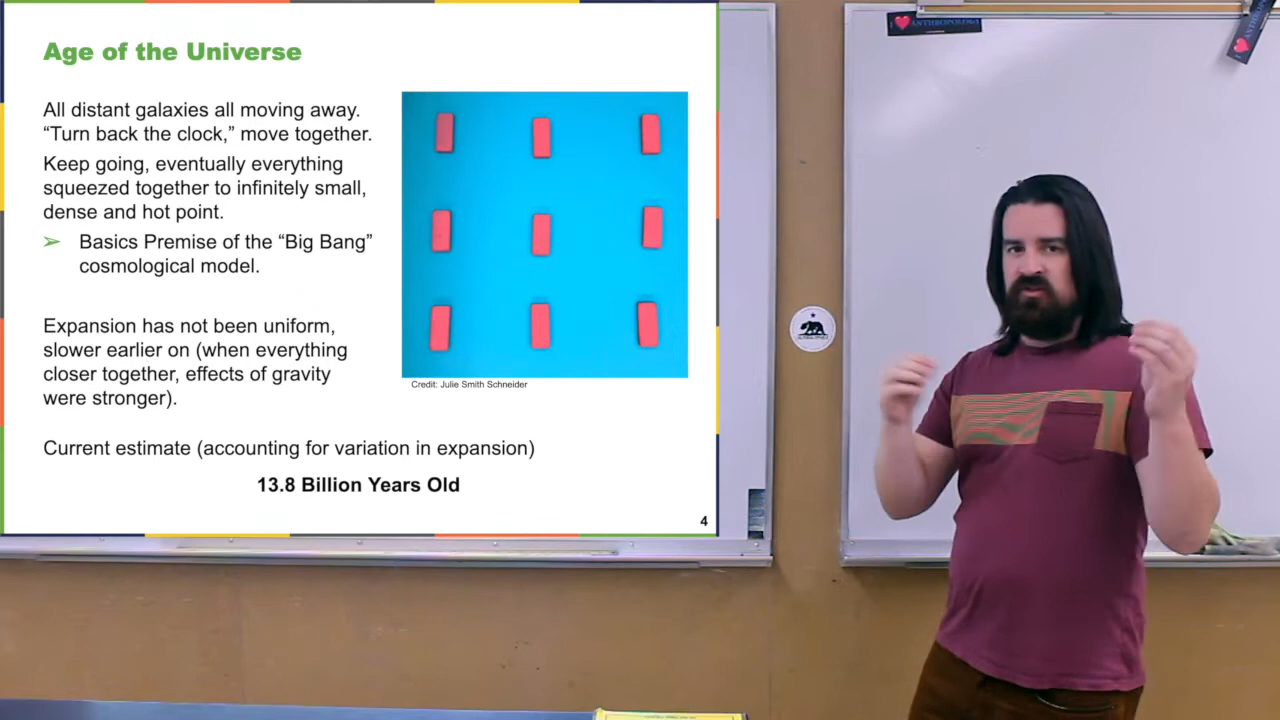 Age of the Universe
All distant galaxies all moving away.
“Turn back the clock,” move together.
Keep going, eventually everything
squeezed together to infinitely small,
dense and hot point.
➢ Basics Premise of the “Big Bang”
cosmological model.
Expansion has not been uniform,
slower earlier on (when everything
closer together, effects of gravity
were stronger).
Credit: Julie Smith Schneider
Current estimate (accounting for variation in expansion)
13.8 Billion Years Old
4
I ❤ ANTHROPOLOGY